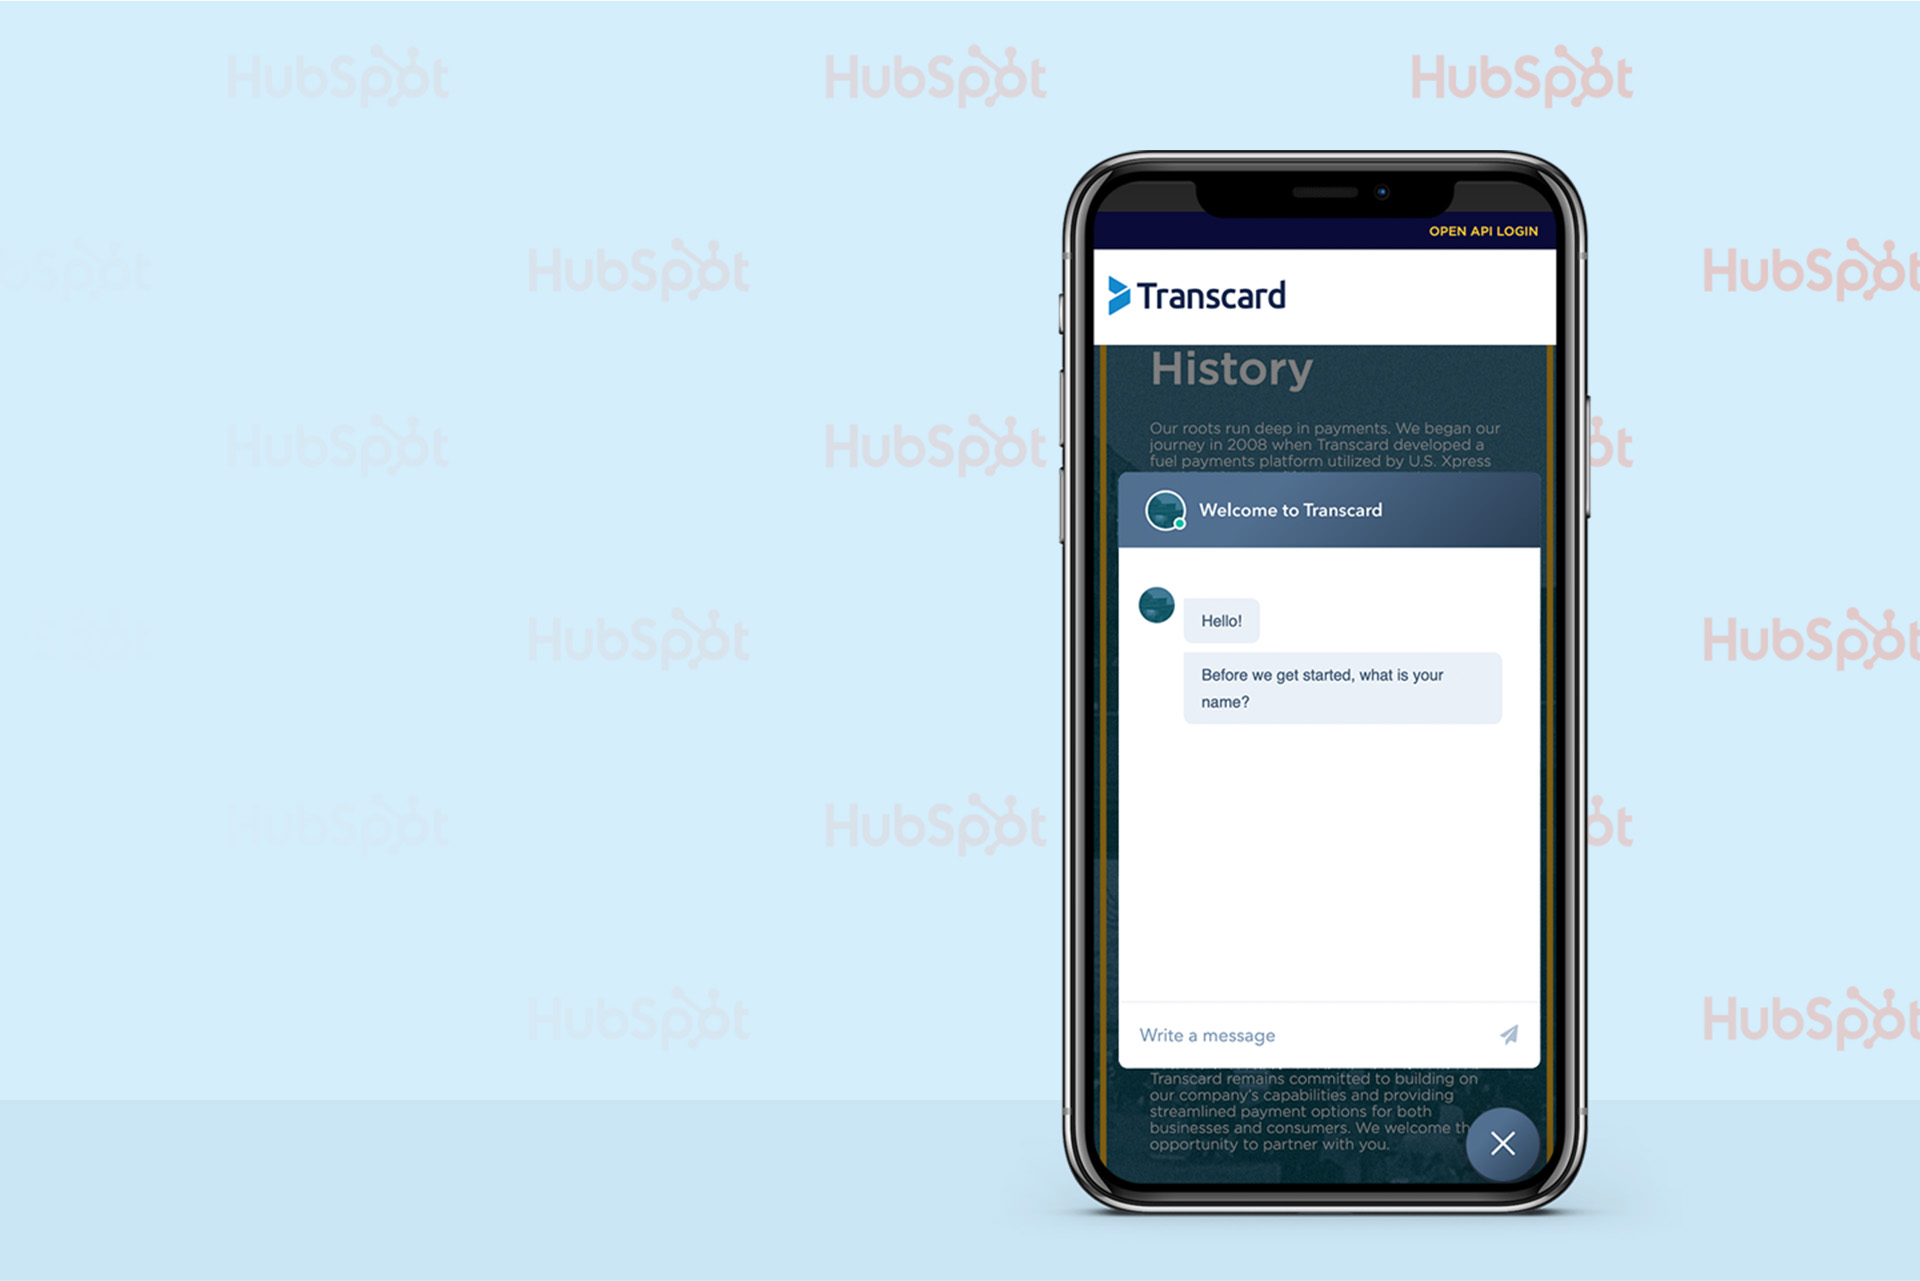 HubSpot HubSpot HubSpot
HubSpot HubSpot
HubSpot HubSpot
HubSpot HubSpot
HubSpot HubSpot
HubSpot HubSpot
OPEN API LOGIN
Transcard
History
Our roots run deep in payments. We began our
journey in 2008 when Transcard developed a
fuel payments platform utilized by U.S. Xpress
Welcome to Transcard
Hello!
Before we get started, what is your
name?
Write a message
Transcard remains committed to building on
our company's capabilities and providing
streamlined payment options for both
businesses and consumers. We welcome
opportunity to partner with you.